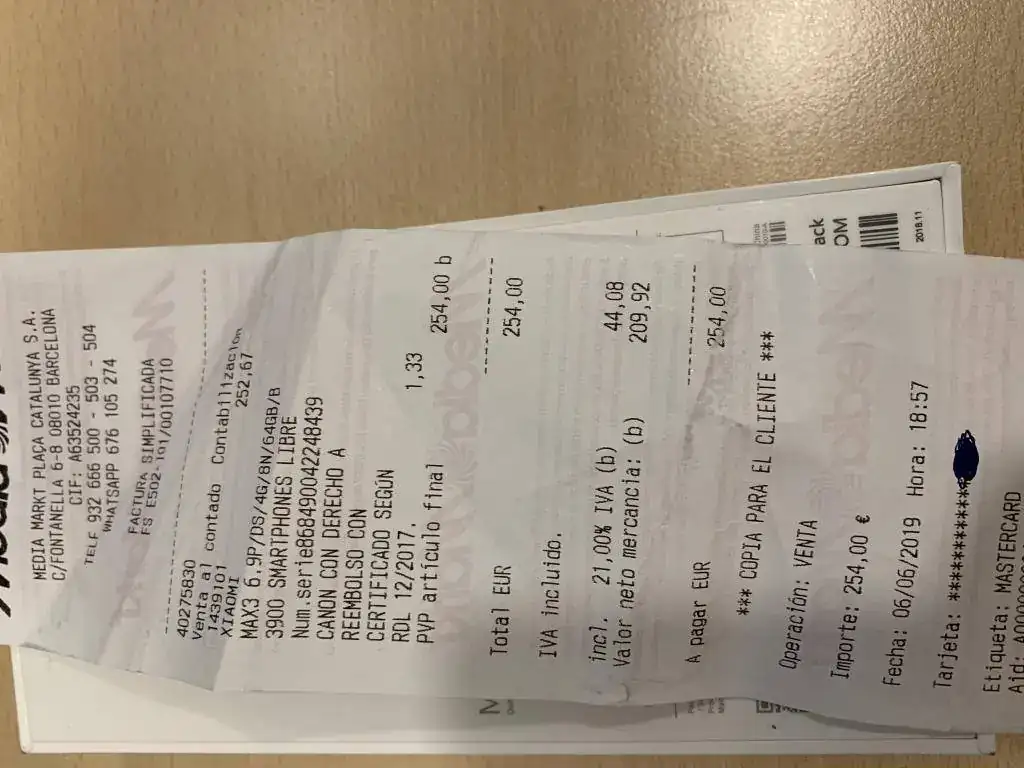 MEDIA MARKT PLAÇA CATALUNYA S.A.
C/FONTANELLA 6-8 08010 BARCELONA
CIF: A63524235
TELF 932 666 500 - 503 - 504
WHATSAPP 676 105 274
FACTURA SIMPLIFICADA
FS E502-101/00107710
40275830
Venta al contado Contabilización
1439101 252,67
XIAOMI
MAX3 6.9P/DS/4G/8N/64GB/B
3900 SMARTPHONES LIBRE
Num.serie868490042248439
CANON CON DERECHO A
REEMBOLSO CON
CERTIFICADO SEGÚN
RDL 12/2017. 1,33
PVP artículo final 254,00 b
Total EUR 254,00
IVA incluido.
incl. 21,00% IVA (b) 44,08
Valor neto mercancia: (b) 209,92
A pagar EUR 254,00
*** COPIA PARA EL CLIENTE ***
Operación: VENTA
Importe: 254,00 €
Fecha: 06/06/2019 Hora: 18:57
Tarjeta: ************
Etiqueta: MASTERCARD
2018.11